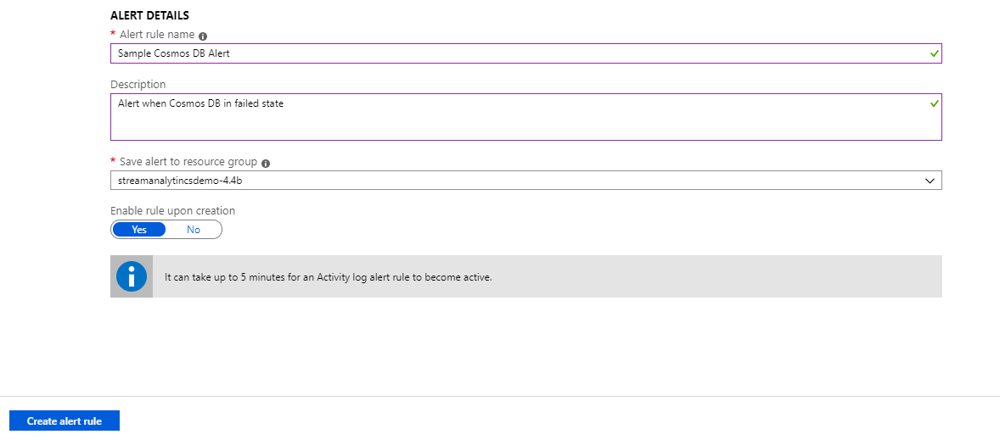 ALERT DETAILS
* Alert rule name
Sample Cosmos DB Alert
Description
Alert when Cosmos DB in failed state
* Save alert to resource group
streamanalytincsdemo-4.4b
Enable rule upon creation
Yes No
It can take up to 5 minutes for an Activity log alert rule to become active.
Create alert rule